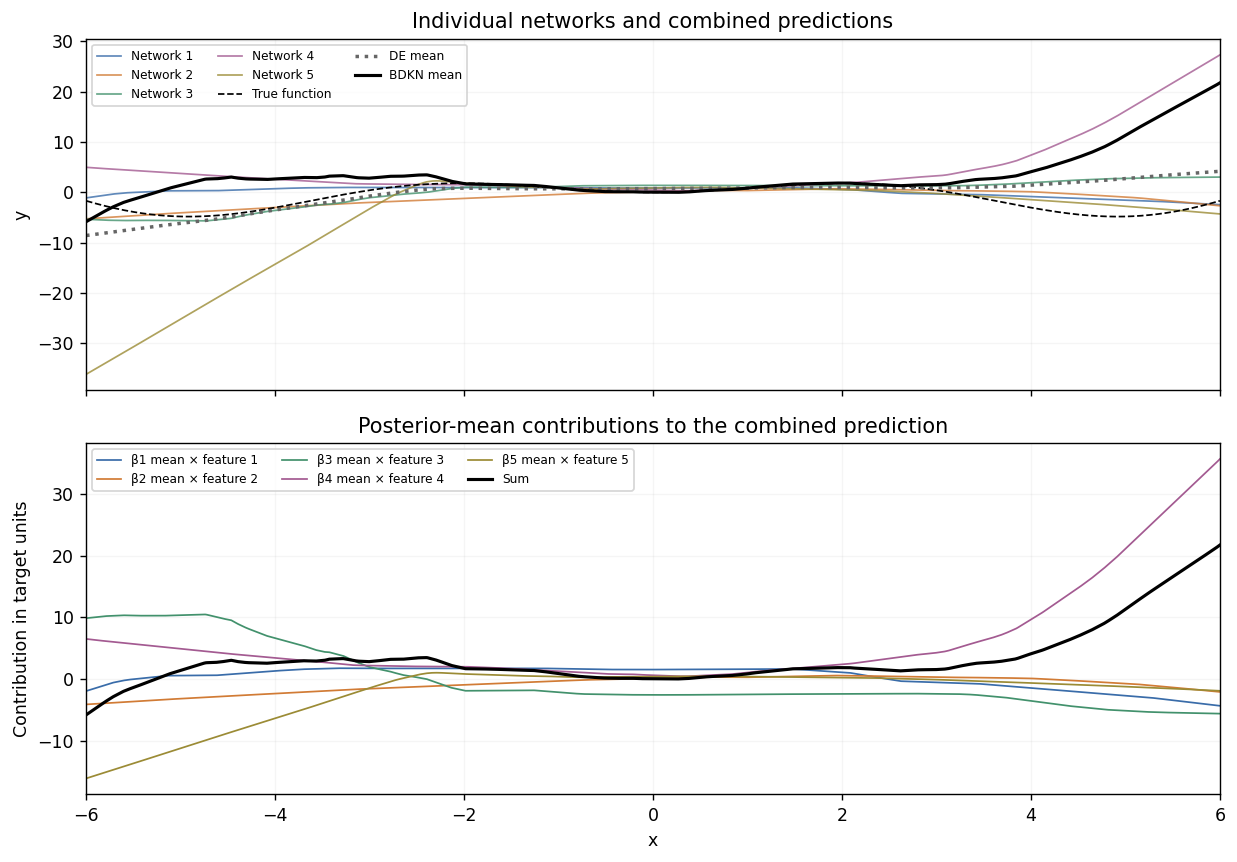 Individual networks and combined predictions
30
20
10
0
−10
−20
−30
y
Network 1
Network 2
Network 3
Network 4
Network 5
True function
DE mean
BDKN mean
Posterior-mean contributions to the combined prediction
30
20
10
0
−10
Contribution in target units
β1 mean × feature 1
β2 mean × feature 2
β3 mean × feature 3
β4 mean × feature 4
β5 mean × feature 5
Sum
−6 −4 −2 0 2 4 6
x